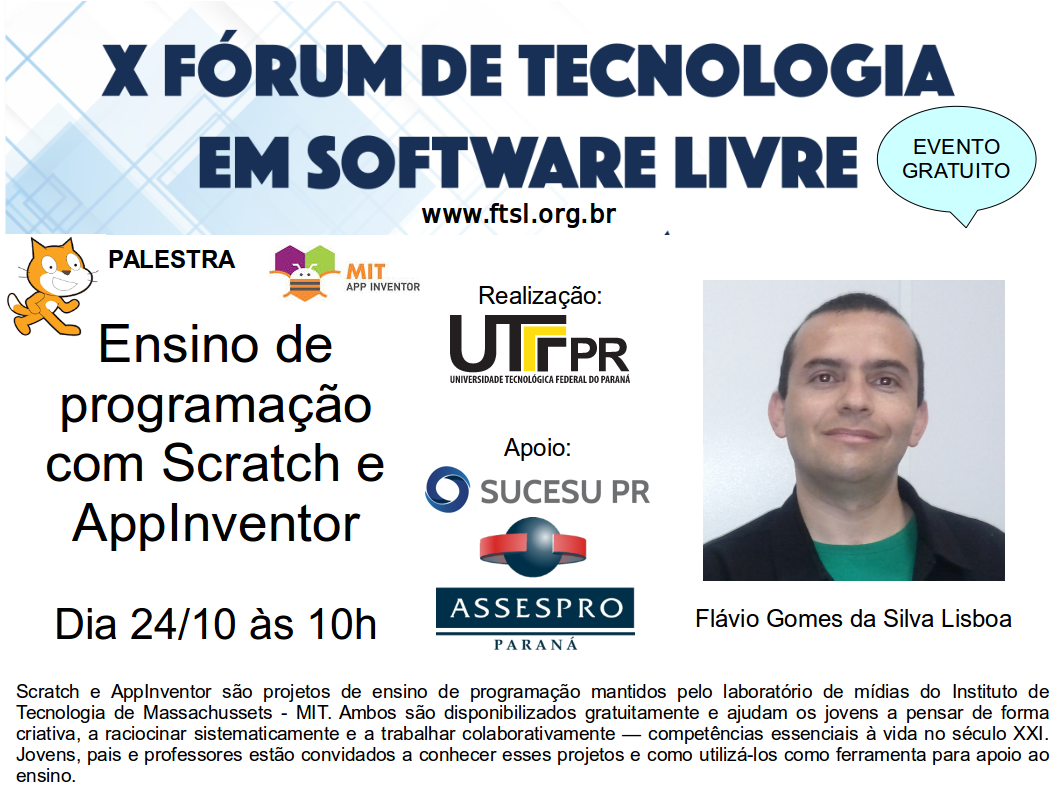 X FÓRUM DE TECNOLOGIA
EM SOFTWARE LIVRE
EVENTO
GRATUITO
www.ftsl.org.br
PALESTRA
MIT
APP INVENTOR
Ensino de
programação
com Scratch e
AppInventor
Dia 24/10 às 10h
Realização:
UTFPR
UNIVERSIDADE TECNOLÓGICA FEDERAL DO PARANÁ
Apoio:
SUCESU PR
ASSESPRO
PARANÁ
Flávio Gomes da Silva Lisboa
Scratch e AppInventor são projetos de ensino de programação mantidos pelo laboratório de mídias do Instituto de
Tecnologia de Massachussets - MIT. Ambos são disponibilizados gratuitamente e ajudam os jovens a pensar de forma
criativa, a raciocinar sistematicamente e a trabalhar colaborativamente — competências essenciais à vida no século XXI.
Jovens, pais e professores estão convidados a conhecer esses projetos e como utilizá-los como ferramenta para apoio ao
ensino.